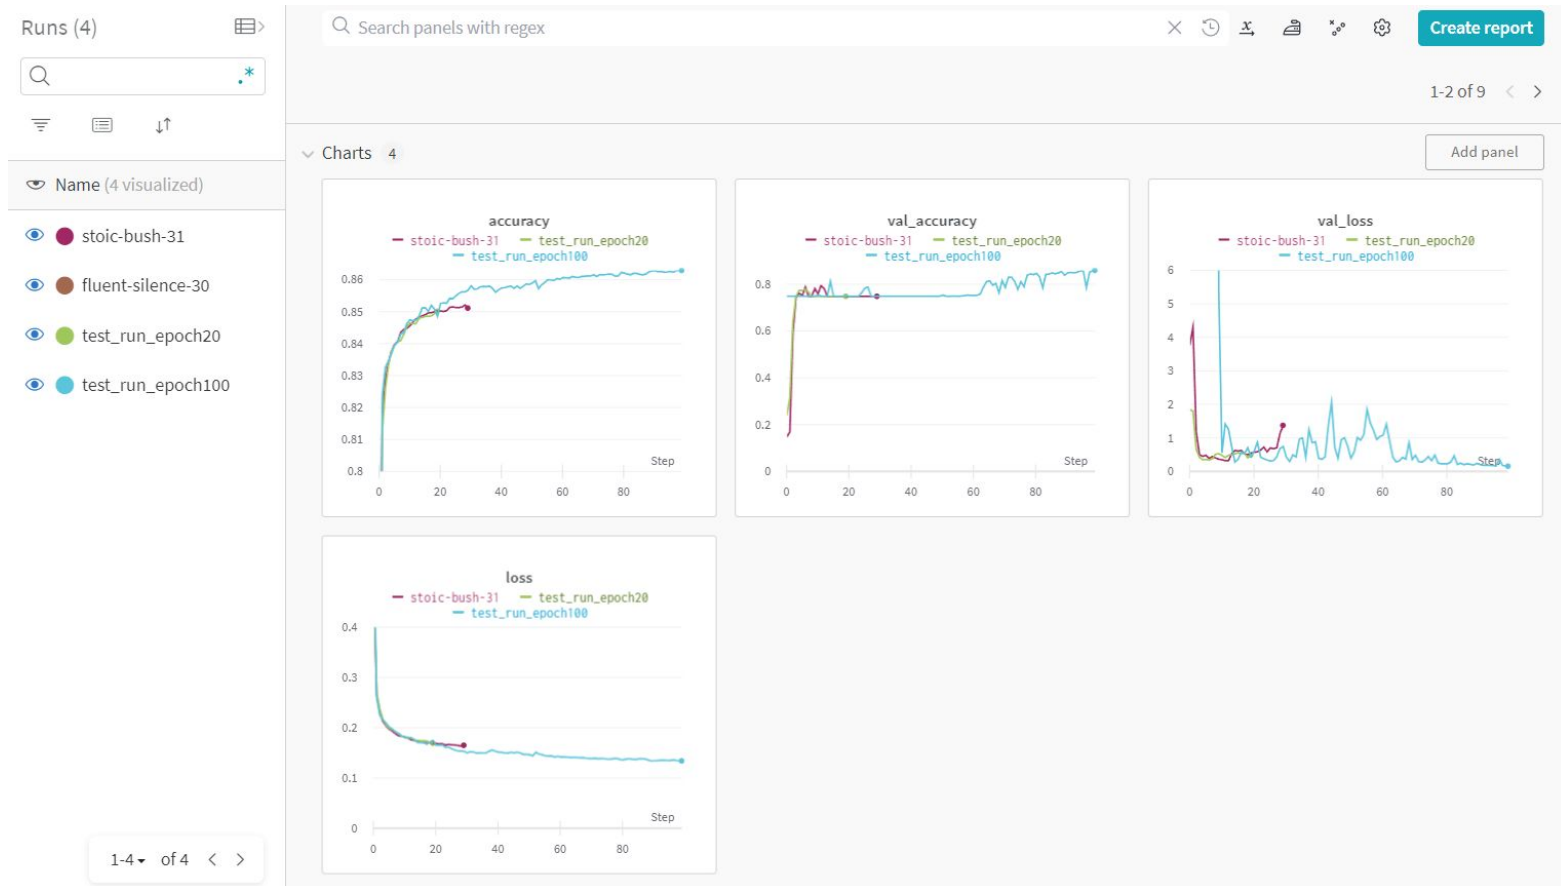 Runs (4)
.*
Name (4 visualized)
stoic-bush-31
fluent-silence-30
test_run_epoch20
test_run_epoch100
1-4 of 4
Search panels with regex
Create report
1-2 of 9
Charts 4
Add panel
accuracy
stoic-bush-31 test_run_epoch20
test_run_epoch100
0.86
0.85
0.84
0.83
0.82
0.81
0.8
Step
0 20 40 60 80
val_accuracy
stoic-bush-31 test_run_epoch20
test_run_epoch100
0.8
0.6
0.4
0.2
0
Step
0 20 40 60 80
val_loss
stoic-bush-31 test_run_epoch20
test_run_epoch100
6
5
4
3
2
1
0
Step
0 20 40 60 80
loss
stoic-bush-31 test_run_epoch20
test_run_epoch100
0.4
0.3
0.2
0.1
0
Step
0 20 40 60 80